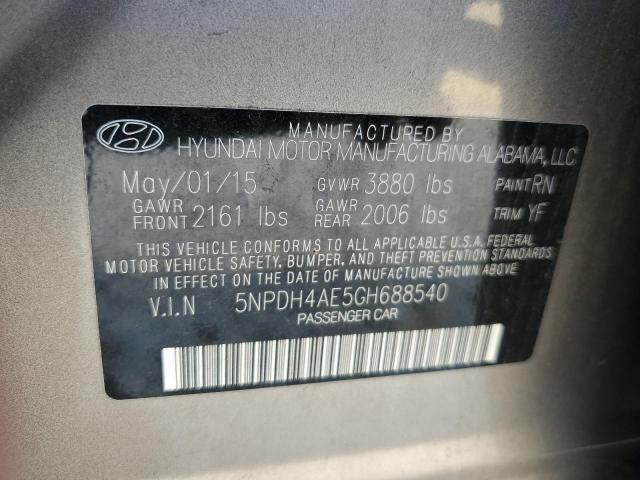 MANUFACTURED BY
HYUNDAI MOTOR MANUFACTURING ALABAMA, LLC
May/01/15 GVWR 3880 lbs PAINT RN
GAWR FRONT 2161 lbs GAWR REAR 2006 lbs TRIM YF
THIS VEHICLE CONFORMS TO ALL APPLICABLE U.S.A. FEDERAL
MOTOR VEHICLE SAFETY, BUMPER, AND THEFT PREVENTION STANDARDS
IN EFFECT ON THE DATE OF MANUFACTURE SHOWN ABOVE.
V.I.N 5NPDH4AE5GH688540
PASSENGER CAR